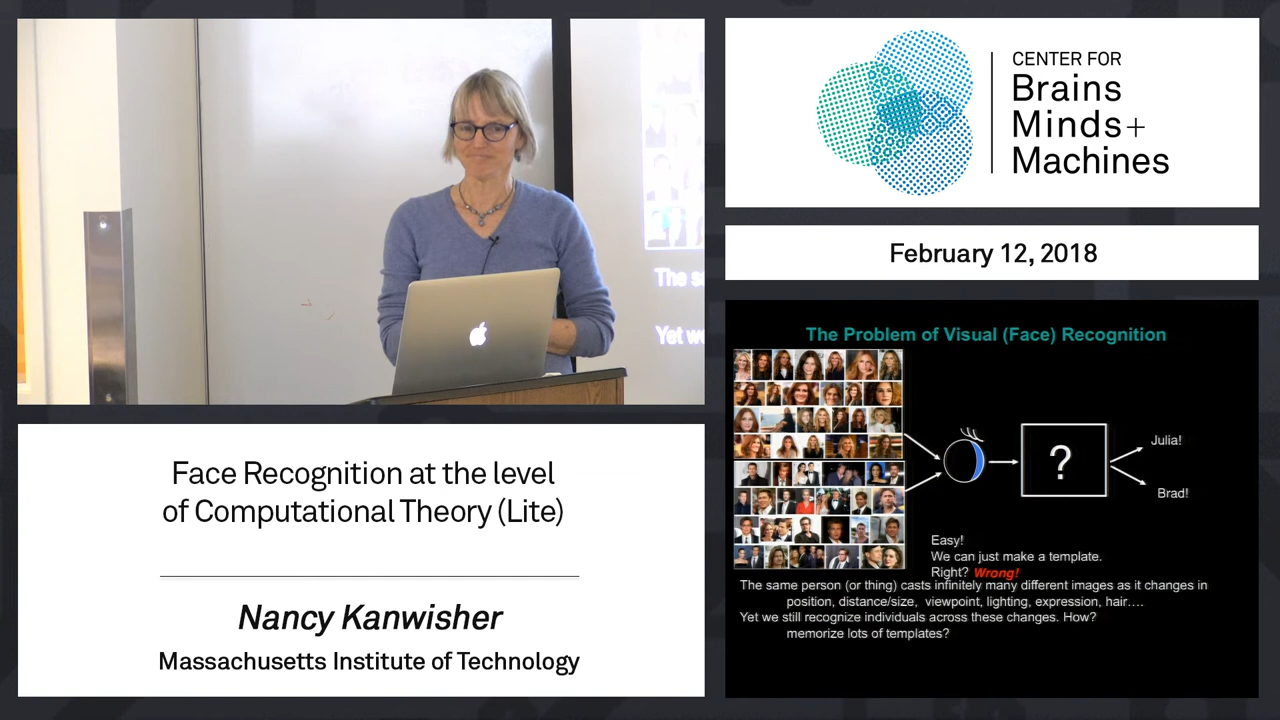 The s
Yet we
CENTER FOR
Brains
Minds+
Machines
February 12, 2018
Face Recognition at the level
of Computational Theory (Lite)
Nancy Kanwisher
Massachusetts Institute of Technology
The Problem of Visual (Face) Recognition
?
Julia!
Brad!
Easy!
We can just make a template.
Right? Wrong!
The same person (or thing) casts infinitely many different images as it changes in
position, distance/size, viewpoint, lighting, expression, hair….
Yet we still recognize individuals across these changes. How?
memorize lots of templates?